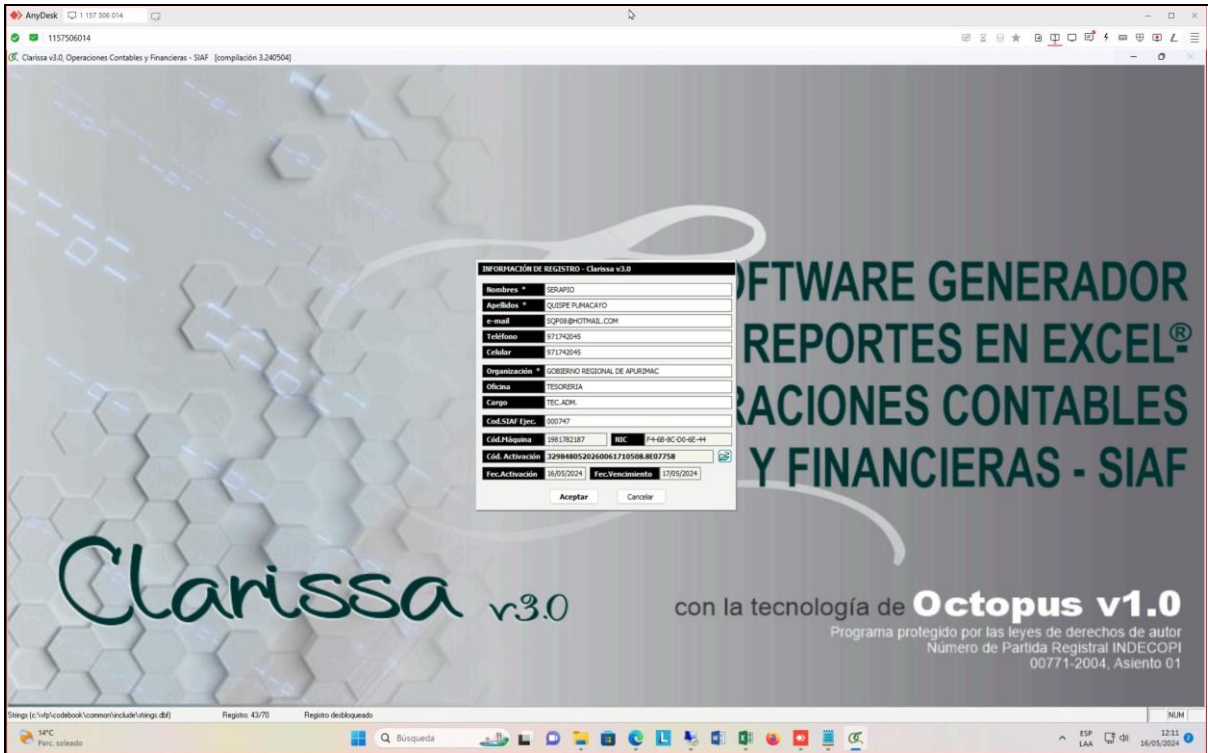 AnyDesk 1 157 506 014
1157506014
Clarissa v3.0, Operaciones Contables y Financieras - SIAF [compilación 3.240504]
INFORMACIÓN DE REGISTRO - Clarissa v3.0
Nombres * SERAPIO
Apellidos * QUISPE PUMACAYO
e-mail SQP08@HOTMAIL.COM
Teléfono 971742045
Celular 971742045
Organización * GOBIERNO REGIONAL DE APURIMAC
Oficina TESORERIA
Cargo TEC.ADM.
Cod.SIAF Ejec. 000747
Cód.Máquina 1981782187 NIC F4-6B-8C-D0-6E-44
Cód. Activación 3298480520260061710508.8E07758
Fec.Activación 16/05/2024 Fec.Vencimiento 17/05/2024
Aceptar Cancelar
OFTWARE GENERADOR
REPORTES EN EXCEL®
RACIONES CONTABLES
Y FINANCIERAS - SIAF
Clarissa v3.0
con la tecnología de Octopus v1.0
Programa protegido por las leyes de derechos de autor
Número de Partida Registral INDECOPI
00771-2004, Asiento 01
Strings (c:\vfp\codebook\common\include\strings.dbf) Registro: 43/70 Registro desbloqueado NUM
14°C
Parc. soleado
Búsqueda
ESP
LAA
12:11
16/05/2024